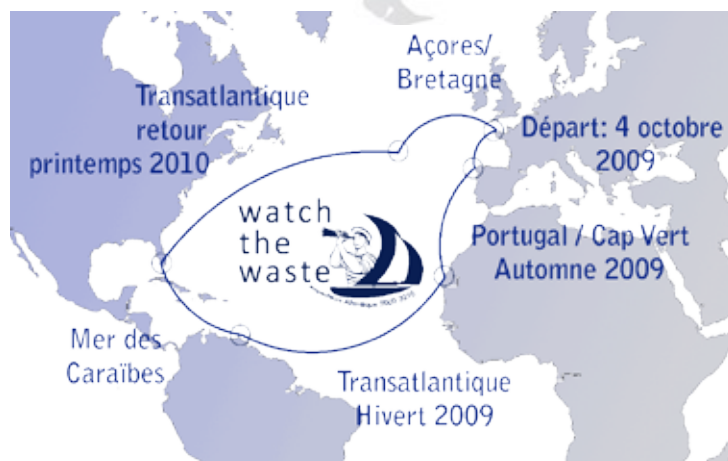 Açores/
Bretagne
Transatlantique
retour
printemps 2010
Départ: 4 octobre
2009
watch
the
waste
Portugal / Cap Vert
Automne 2009
Mer des
Caraïbes
Transatlantique
Hivert 2009